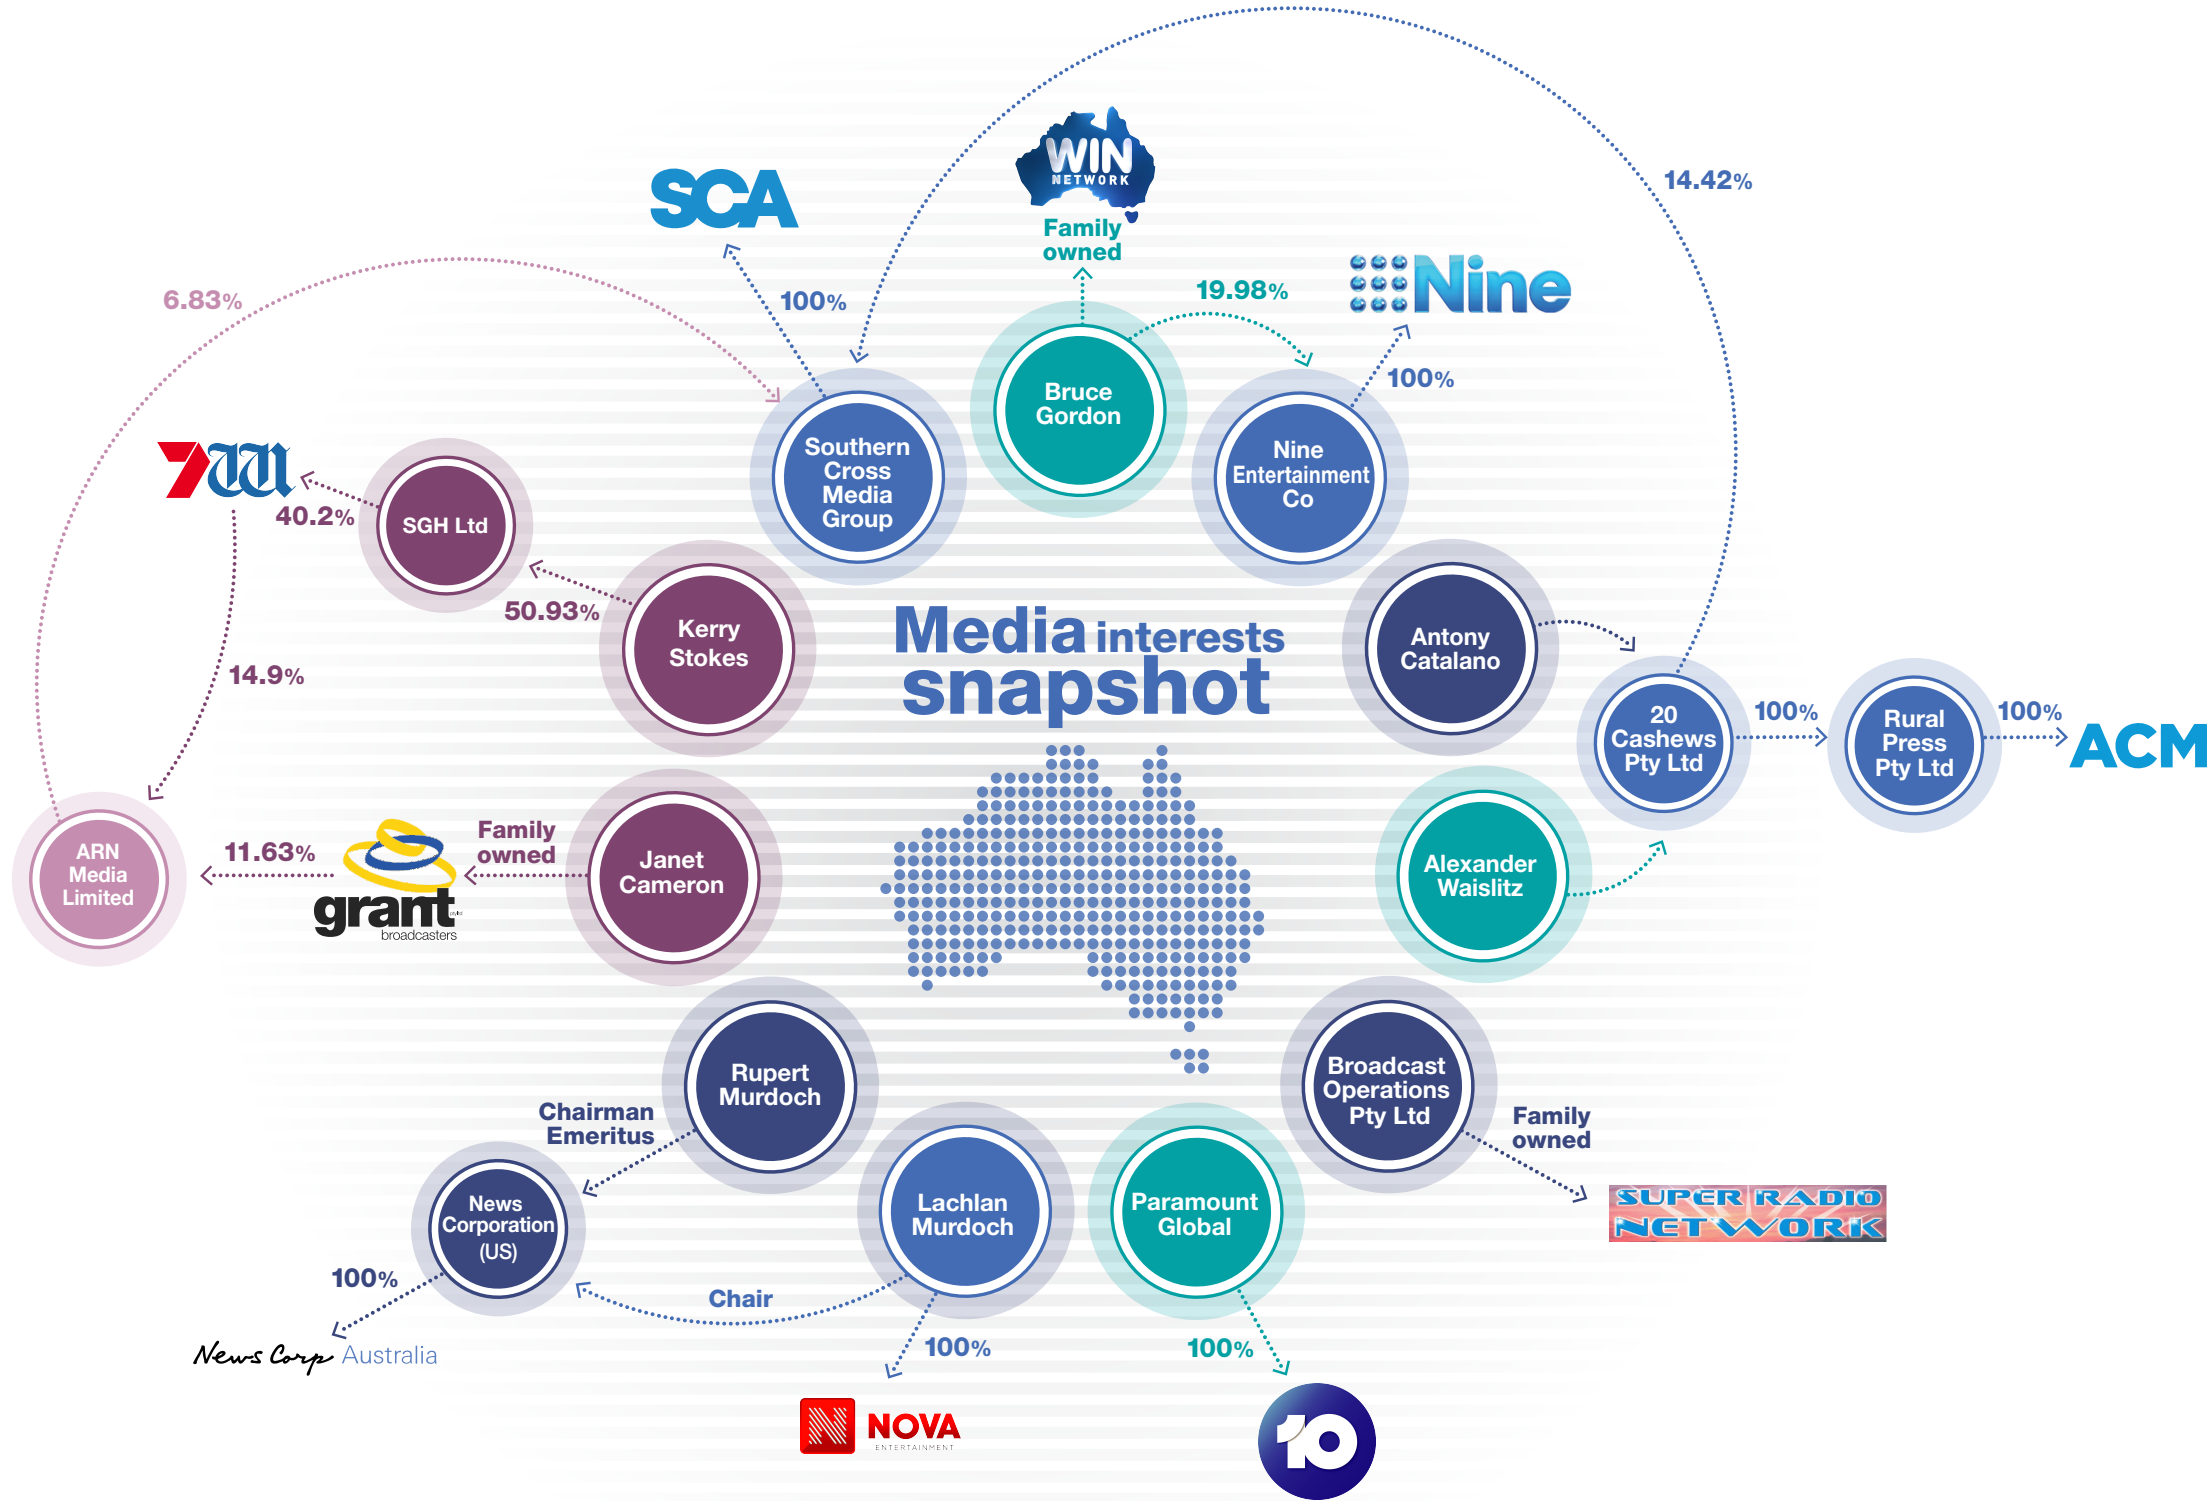 14.42%
WIN
NETWORK
SCA
Family
owned
19.98%
Nine
6.83%
100%
100%
Bruce
Gordon
Southern
Cross
Media
Group
Nine
Entertainment
Co
7
40.2%
SGH Ltd
50.93%
Kerry
Stokes
Media interests
snapshot
Antony
Catalano
14.9%
20
Cashews
Pty Ltd
100%
Rural
Press
Pty Ltd
100%
ACM
ARN
Media
Limited
11.63%
grant
broadcasters
Family
owned
Janet
Cameron
Alexander
Waislitz
Rupert
Murdoch
Broadcast
Operations
Pty Ltd
Chairman
Emeritus
Family
owned
News
Corporation
(US)
Lachlan
Murdoch
Paramount
Global
SUPER RADIO
NETWORK
100%
Chair
News Corp Australia
100%
100%
NOVA
ENTERTAINMENT
10